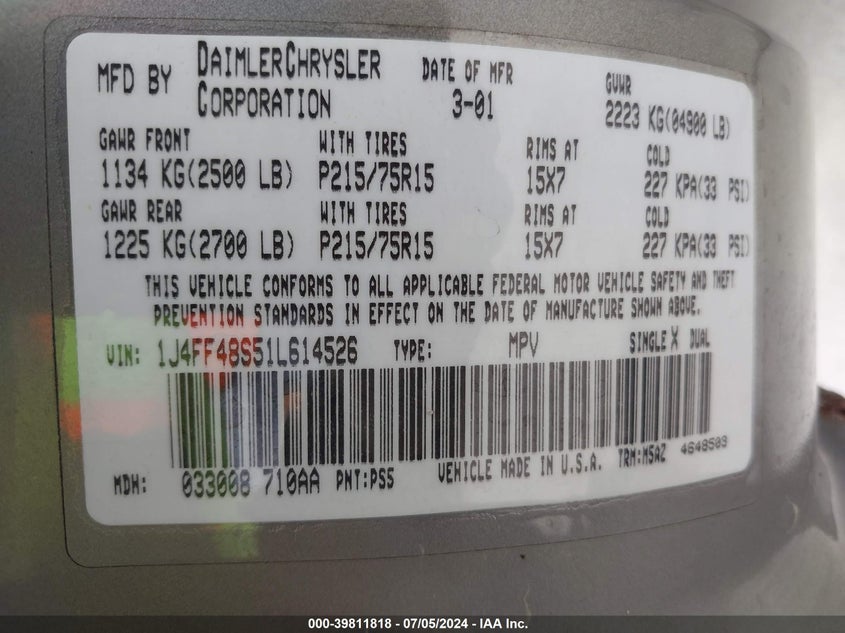 MFD BY DAIMLERCHRYSLER CORPORATION DATE OF MFR 3-01 GVWR 2223 KG(04900 LB)
GAWR FRONT WITH TIRES RIMS AT COLD
1134 KG(2500 LB) P215/75R15 15X7 227 KPA(33 PSI)
GAWR REAR WITH TIRES RIMS AT COLD
1225 KG(2700 LB) P215/75R15 15X7 227 KPA(33 PSI)
THIS VEHICLE CONFORMS TO ALL APPLICABLE FEDERAL MOTOR VEHICLE SAFETY AND THEFT
PREVENTION STANDARDS IN EFFECT ON THE DATE OF MANUFACTURE SHOWN ABOVE.
VIN: 1J4FF48S51L614526 TYPE: MPV SINGLE X DUAL
MDH: 033008 710AA PNT:PS5 VEHICLE MADE IN U.S.A. TRM:M5AZ 4648509
000-39811818 - 07/05/2024 - IAA Inc.